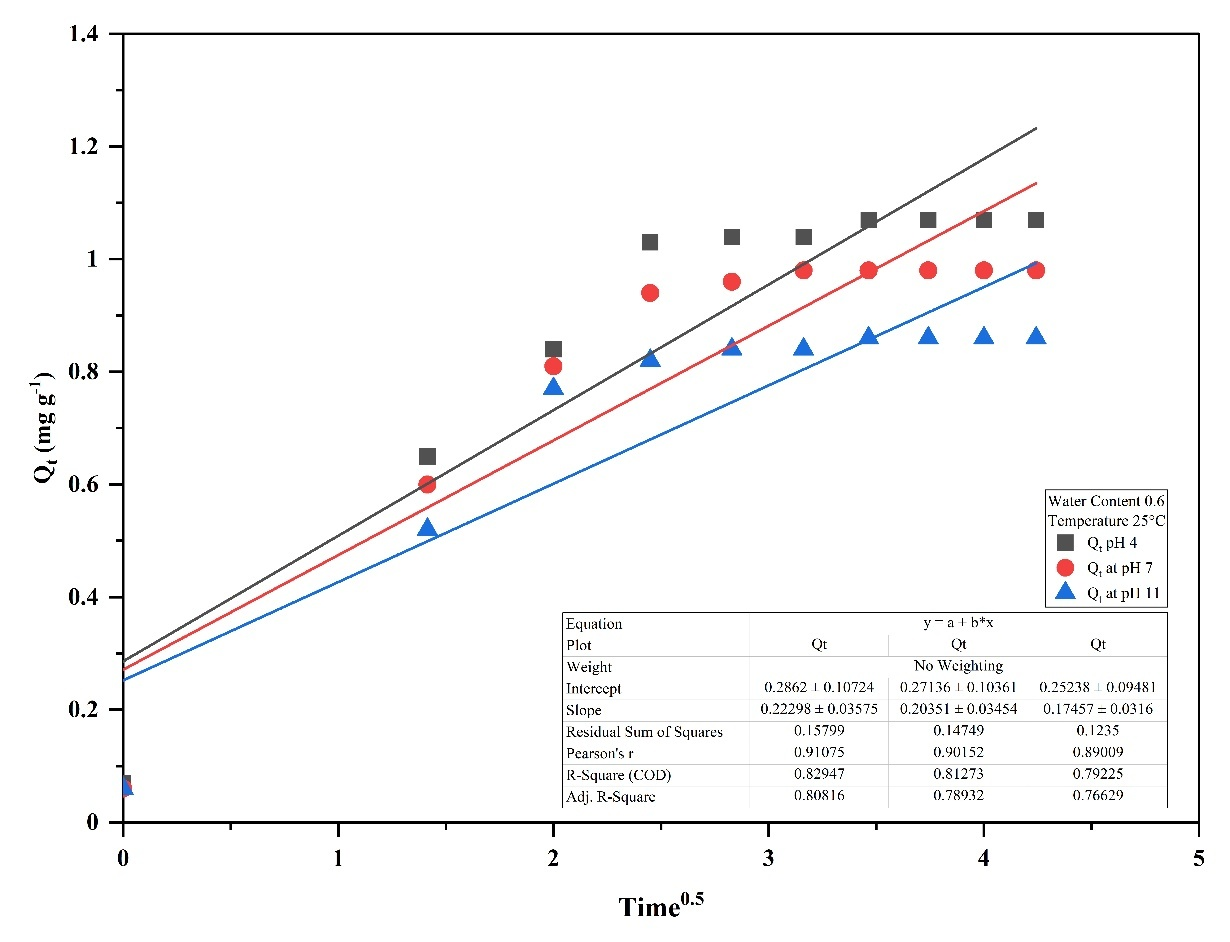 1.4
1.2
1
0.8
0.6
0.4
0.2
0
Qt (mg g-1)
Water Content 0.6
Temperature 25°C
Qt pH 4
Qt at pH 7
Qt at pH 11
Equation y = a + b*x
Plot Qt Qt Qt
Weight No Weighting
Intercept 0.2862 ± 0.10724 0.27136 ± 0.10361 0.25238 ± 0.09481
Slope 0.22298 ± 0.03575 0.20351 ± 0.03454 0.17457 ± 0.0316
Residual Sum of Squares 0.15799 0.14749 0.1235
Pearson's r 0.91075 0.90152 0.89009
R-Square (COD) 0.82947 0.81273 0.79225
Adj. R-Square 0.80816 0.78932 0.76629
0 1 2 3 4 5
Time0.5